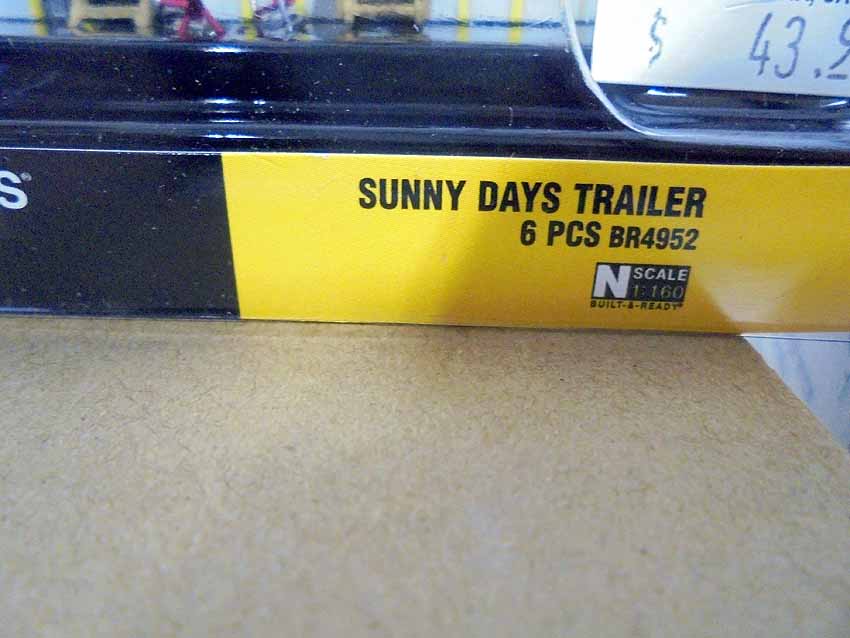 $ 43.9
S
SUNNY DAYS TRAILER
6 PCS BR4952
N SCALE
1:160
BUILT-&-READY